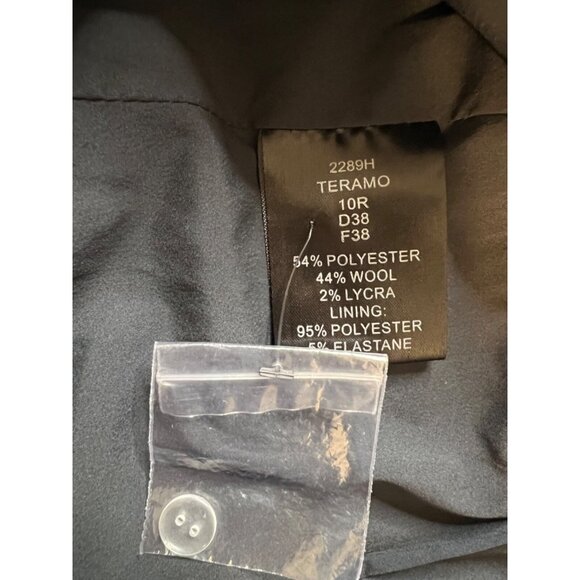 2289H
TERAMO
10R
D38
F38
54% POLYESTER
44% WOOL
2% LYCRA
LINING:
95% POLYESTER
5% ELASTANE